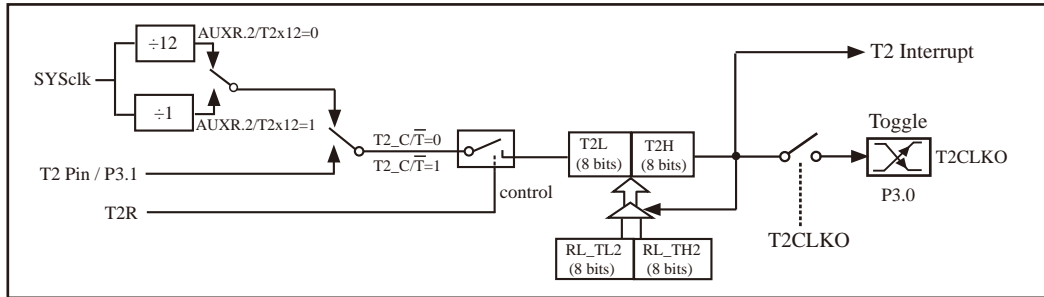 ÷12
AUXR.2/T2x12=0
SYSclk
÷1
AUXR.2/T2x12=1
T2 Interrupt
T2_C/T̅=0
T2_C/T̅=1
T2L
(8 bits)
T2H
(8 bits)
Toggle
T2CLKO
P3.0
T2 Pin / P3.1
control
T2R
T2CLKO
RL_TL2
(8 bits)
RL_TH2
(8 bits)